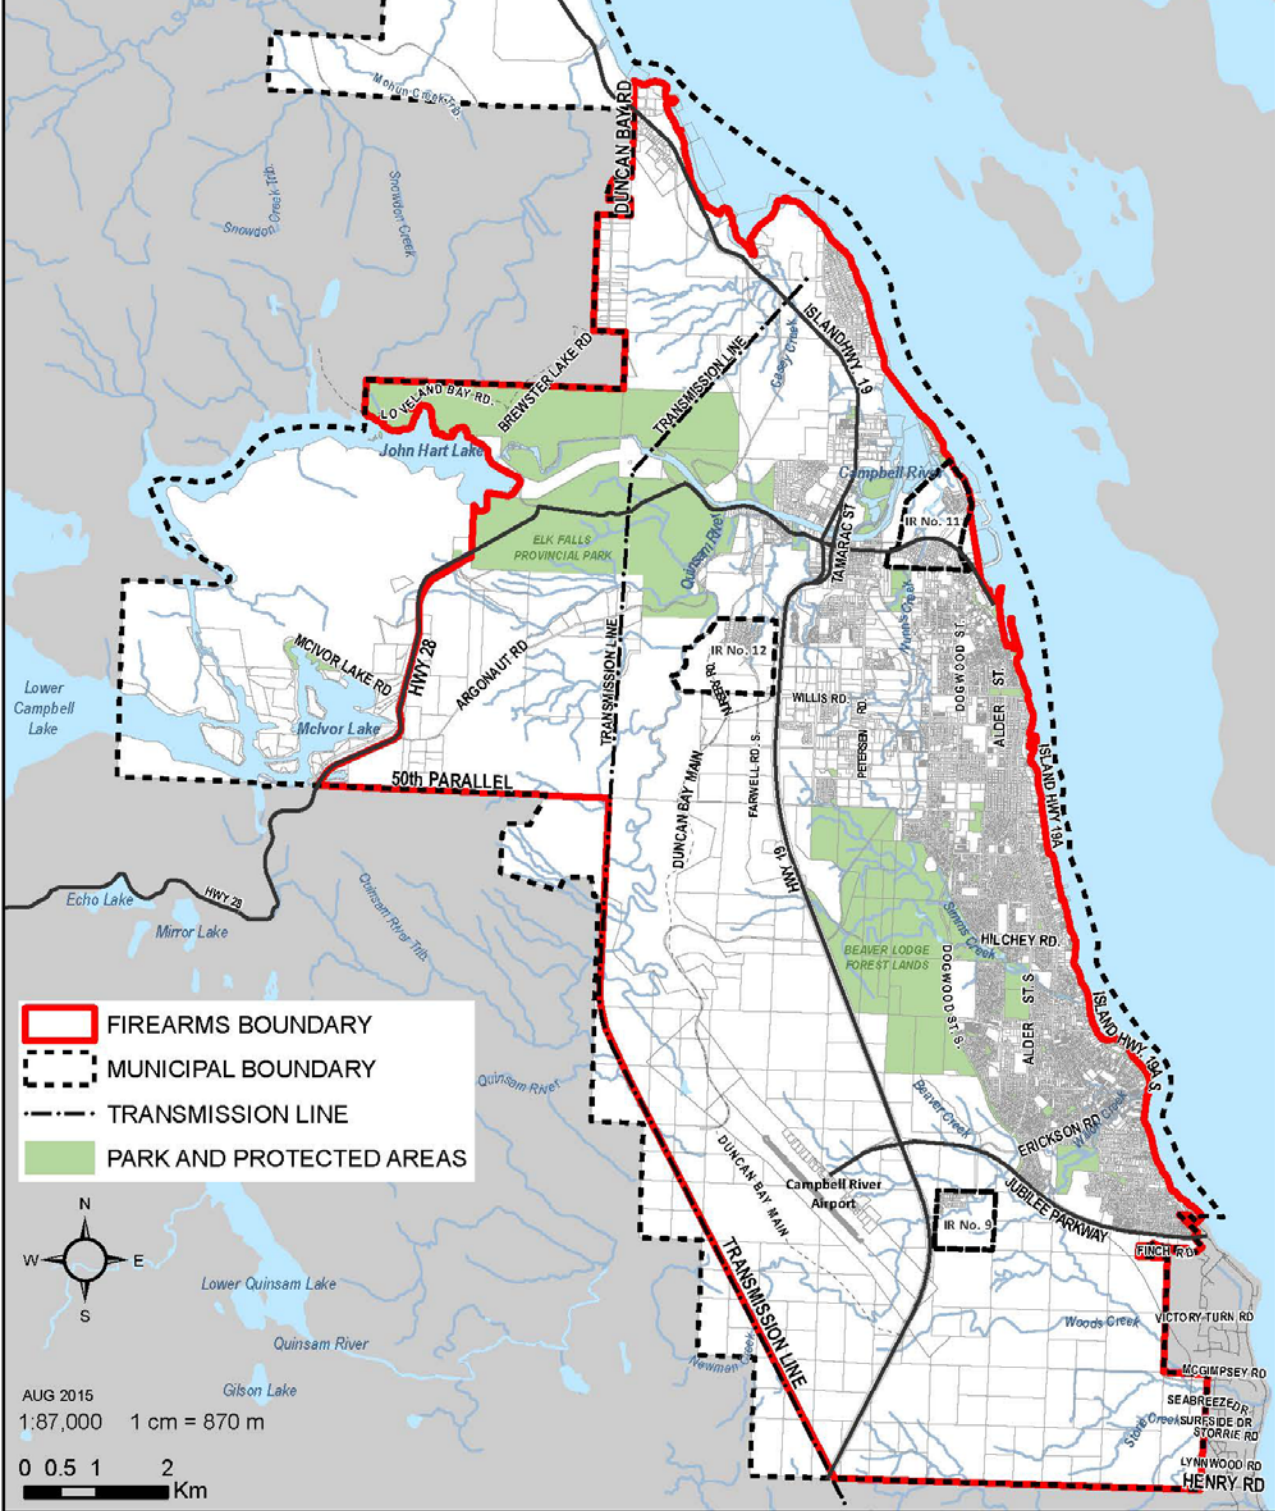 Mohun Creek Trib.
DUNCAN BAY RD
Snowdon
Creek Trib.
Snowdon
Creek
ISLAND HWY. 19
Casey Creek
TRANSMISSION LINE
BREWSTER LAKE RD
LOVELAND BAY RD.
John Hart Lake
Campbell River
IR No. 11
TAMARAC ST
ELK FALLS
PROVINCIAL PARK
Quinsam River
DOGWOOD ST.
MCIVOR LAKE RD
HWY 28
ARGONAUT RD
TRANSMISSION LINE
IR No. 12
NURSERY RD.
WILLIS RD.
PETERSEN RD.
ALDER ST.
Lower
Campbell
Lake
McIvor Lake
50th PARALLEL
DUNCAN BAY MAIN
FARWELL RD. S.
ISLAND HWY 19A
HWY 19
HWY 28
Echo Lake
Mirror Lake
Quinsam River Trib.
Simms Creek
HILCHEY RD.
BEAVER LODGE
FOREST LANDS
DOGWOOD ST. S.
ALDER ST. S
ISLAND HWY. 19A S.
FIREARMS BOUNDARY
MUNICIPAL BOUNDARY
TRANSMISSION LINE
PARK AND PROTECTED AREAS
Quinsam River
Beaver Creek
ERICKSON RD
Willow Creek
DUNCAN BAY MAIN
Campbell River
Airport
JUBILEE PARKWAY
IR No. 9
FINCH RD
N
W
E
S
TRANSMISSION LINE
Lower Quinsam Lake
Quinsam River
Gilson Lake
Newman Creek
Woods Creek
VICTORY TURN RD
MCGIMPSEY RD
SEABREEZE DR
Storie Creek
SURFSIDE DR
STORRIE RD
LYNNWOOD RD
HENRY RD
AUG 2015
1:87,000 1 cm = 870 m
0 0.5 1 2
Km